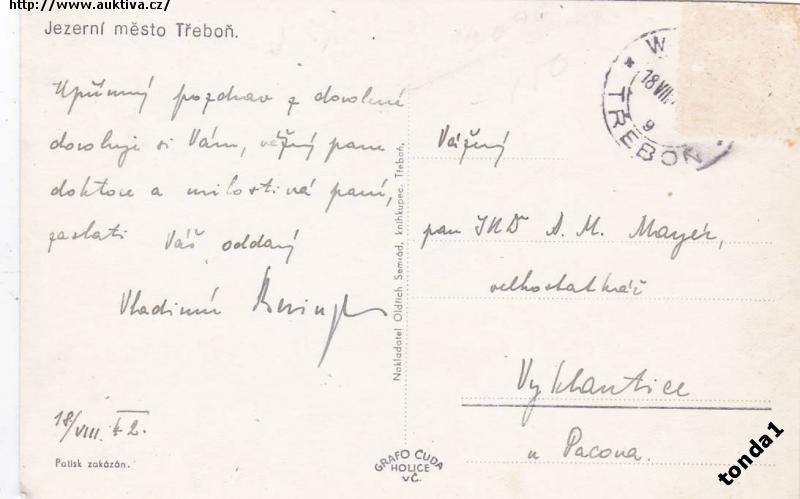 http://www.auktiva.cz/
Jezerní město Třeboň.
Upřímný pozdrav z dovolené
dovoluji si Vám, vážený pane
doktore a milostivá paní,
zaslati Váš oddaný
Vladimír
18/VIII 42.
Patisk zakázán.
Nakladatel Oldřich Semrád, knihkupec, Třeboň.
GRAFO ČUDA
HOLICE
VČ.
18 VIII
9
TŘEBOŇ
Vážený
pan JUDr A. M. Mayer,
velkostatkář
Vyklantice
u Pacova.
tonda1